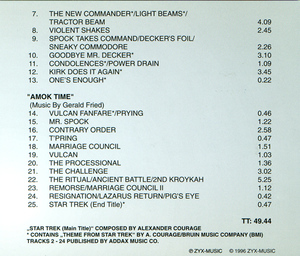 7. THE NEW COMMANDER*/LIGHT BEAMS*/
TRACTOR BEAM 4.09
8. VIOLENT SHAKES 2.45
9. SPOCK TAKES COMMAND/DECKER'S FOIL/
SNEAKY COMMODORE 2.26
10. GOODBYE MR. DECKER* 3.10
11. CONDOLENCES*/POWER DRAIN 1.09
12. KIRK DOES IT AGAIN* 3.45
13. ONE'S ENOUGH* 0.22
"AMOK TIME"
(Music By Gerald Fried)
14. VULCAN FANFARE*/PRYING 0.46
15. MR. SPOCK 1.22
16. CONTRARY ORDER 2.58
17. T'PRING 0.47
18. MARRIAGE COUNCIL 1.51
19. VULCAN 1.03
20. THE PROCESSIONAL 1.36
21. THE CHALLENGE 3.02
22. THE RITUAL/ANCIENT BATTLE/2ND KROYKAH 5.25
23. REMORSE/MARRIAGE COUNCIL II 1.12
24. RESIGNATION/LAZARUS RETURN/PIG'S EYE 0.42
25. STAR TREK (End Title)* 0.47
TT: 49.44
„STAR TREK (Main Title)" COMPOSED BY ALEXANDER COURAGE
* CONTAINS „THEME FROM STAR TREK" BY A. COURAGE/BRUIN MUSIC COMPANY (BMI)
TRACKS 2 - 24 PUBLISHED BY ADDAX MUSIC CO.
℗ ZYX-MUSIC © 1996 ZYX-MUSIC